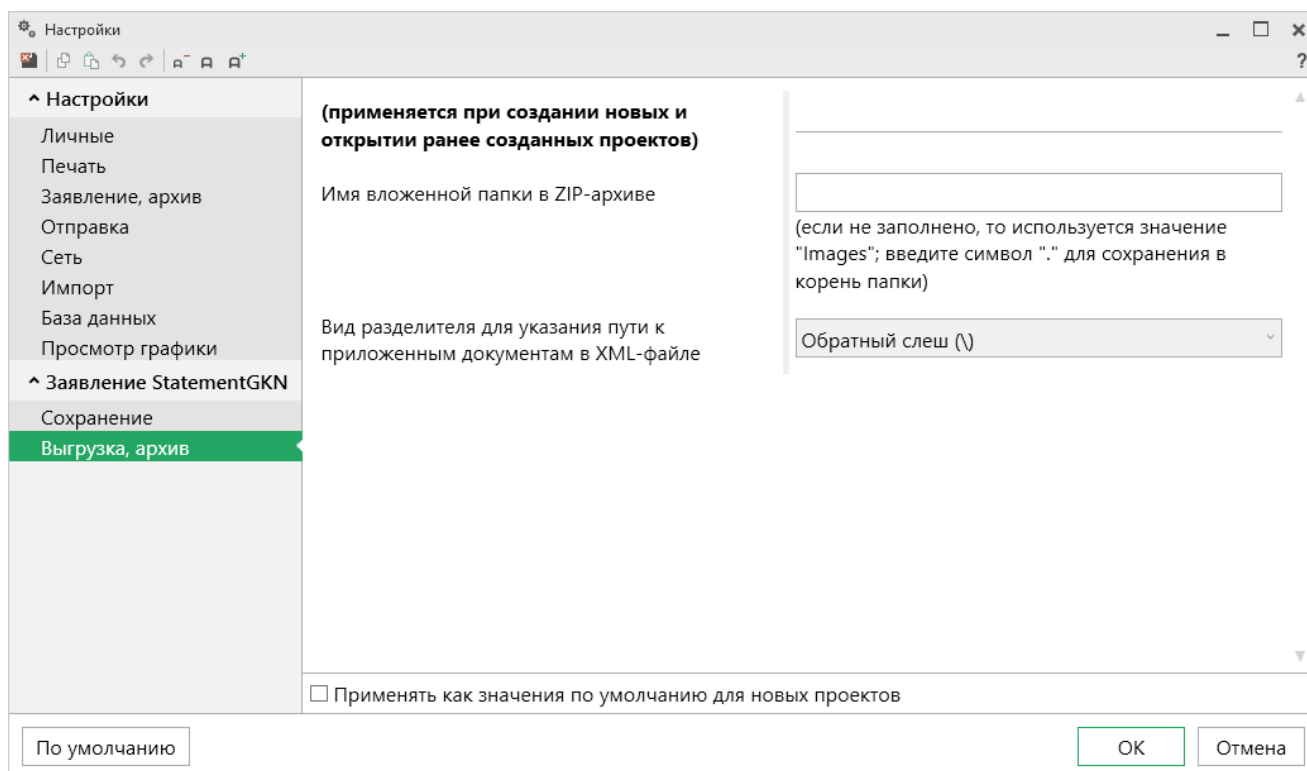 Настройки
?
Настройки
Личные
Печать
Заявление, архив
Отправка
Сеть
Импорт
База данных
Просмотр графики
Заявление StatementGKN
Сохранение
Выгрузка, архив
(применяется при создании новых и
открытии ранее созданных проектов)
Имя вложенной папки в ZIP-архиве
(если не заполнено, то используется значение
"Images"; введите символ "." для сохранения в
корень папки)
Вид разделителя для указания пути к
приложенным документам в XML-файле
Обратный слеш (\)
Применять как значения по умолчанию для новых проектов
По умолчанию
ОК
Отмена